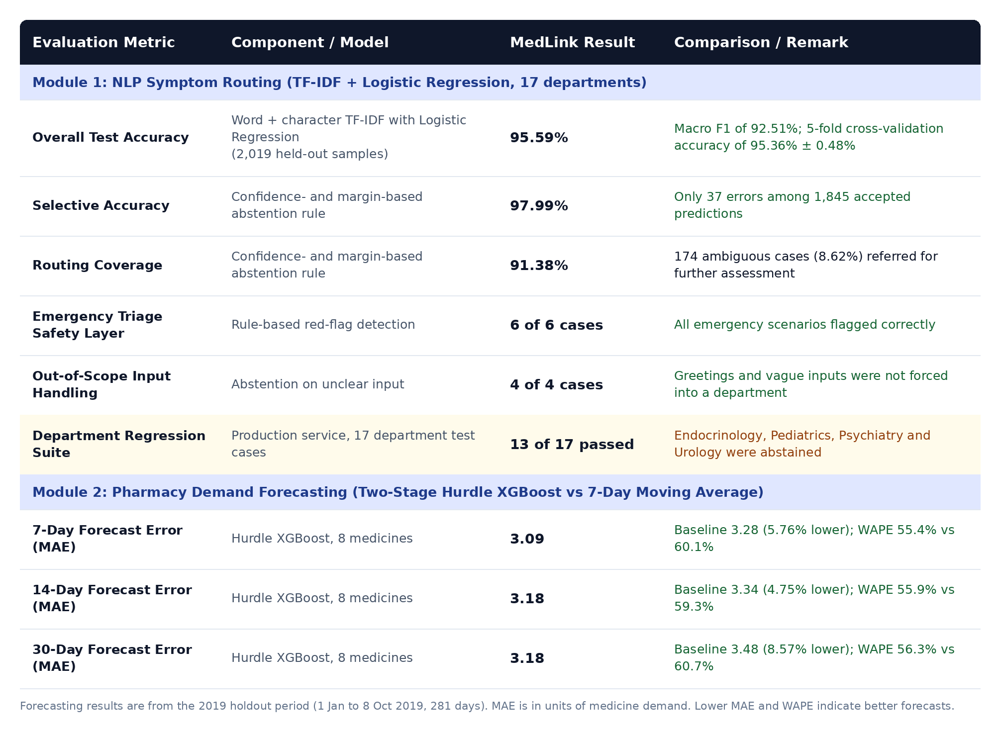 Evaluation Metric Component / Model MedLink Result Comparison / Remark
Module 1: NLP Symptom Routing (TF-IDF + Logistic Regression, 17 departments)
Overall Test Accuracy
Word + character TF-IDF with Logistic
Regression
(2,019 held-out samples)
95.59%
Macro F1 of 92.51%; 5-fold cross-validation
accuracy of 95.36% ± 0.48%
Selective Accuracy
Confidence- and margin-based
abstention rule
97.99%
Only 37 errors among 1,845 accepted
predictions
Routing Coverage
Confidence- and margin-based
abstention rule
91.38%
174 ambiguous cases (8.62%) referred for
further assessment
Emergency Triage
Safety Layer
Rule-based red-flag detection
6 of 6 cases
All emergency scenarios flagged correctly
Out-of-Scope Input
Handling
Abstention on unclear input
4 of 4 cases
Greetings and vague inputs were not forced
into a department
Department Regression
Suite
Production service, 17 department test
cases
13 of 17 passed
Endocrinology, Pediatrics, Psychiatry and
Urology were abstained
Module 2: Pharmacy Demand Forecasting (Two-Stage Hurdle XGBoost vs 7-Day Moving Average)
7-Day Forecast Error
(MAE)
Hurdle XGBoost, 8 medicines
3.09
Baseline 3.28 (5.76% lower); WAPE 55.4% vs
60.1%
14-Day Forecast Error
(MAE)
Hurdle XGBoost, 8 medicines
3.18
Baseline 3.34 (4.75% lower); WAPE 55.9% vs
59.3%
30-Day Forecast Error
(MAE)
Hurdle XGBoost, 8 medicines
3.18
Baseline 3.48 (8.57% lower); WAPE 56.3% vs
60.7%
Forecasting results are from the 2019 holdout period (1 Jan to 8 Oct 2019, 281 days). MAE is in units of medicine demand. Lower MAE and WAPE indicate better forecasts.